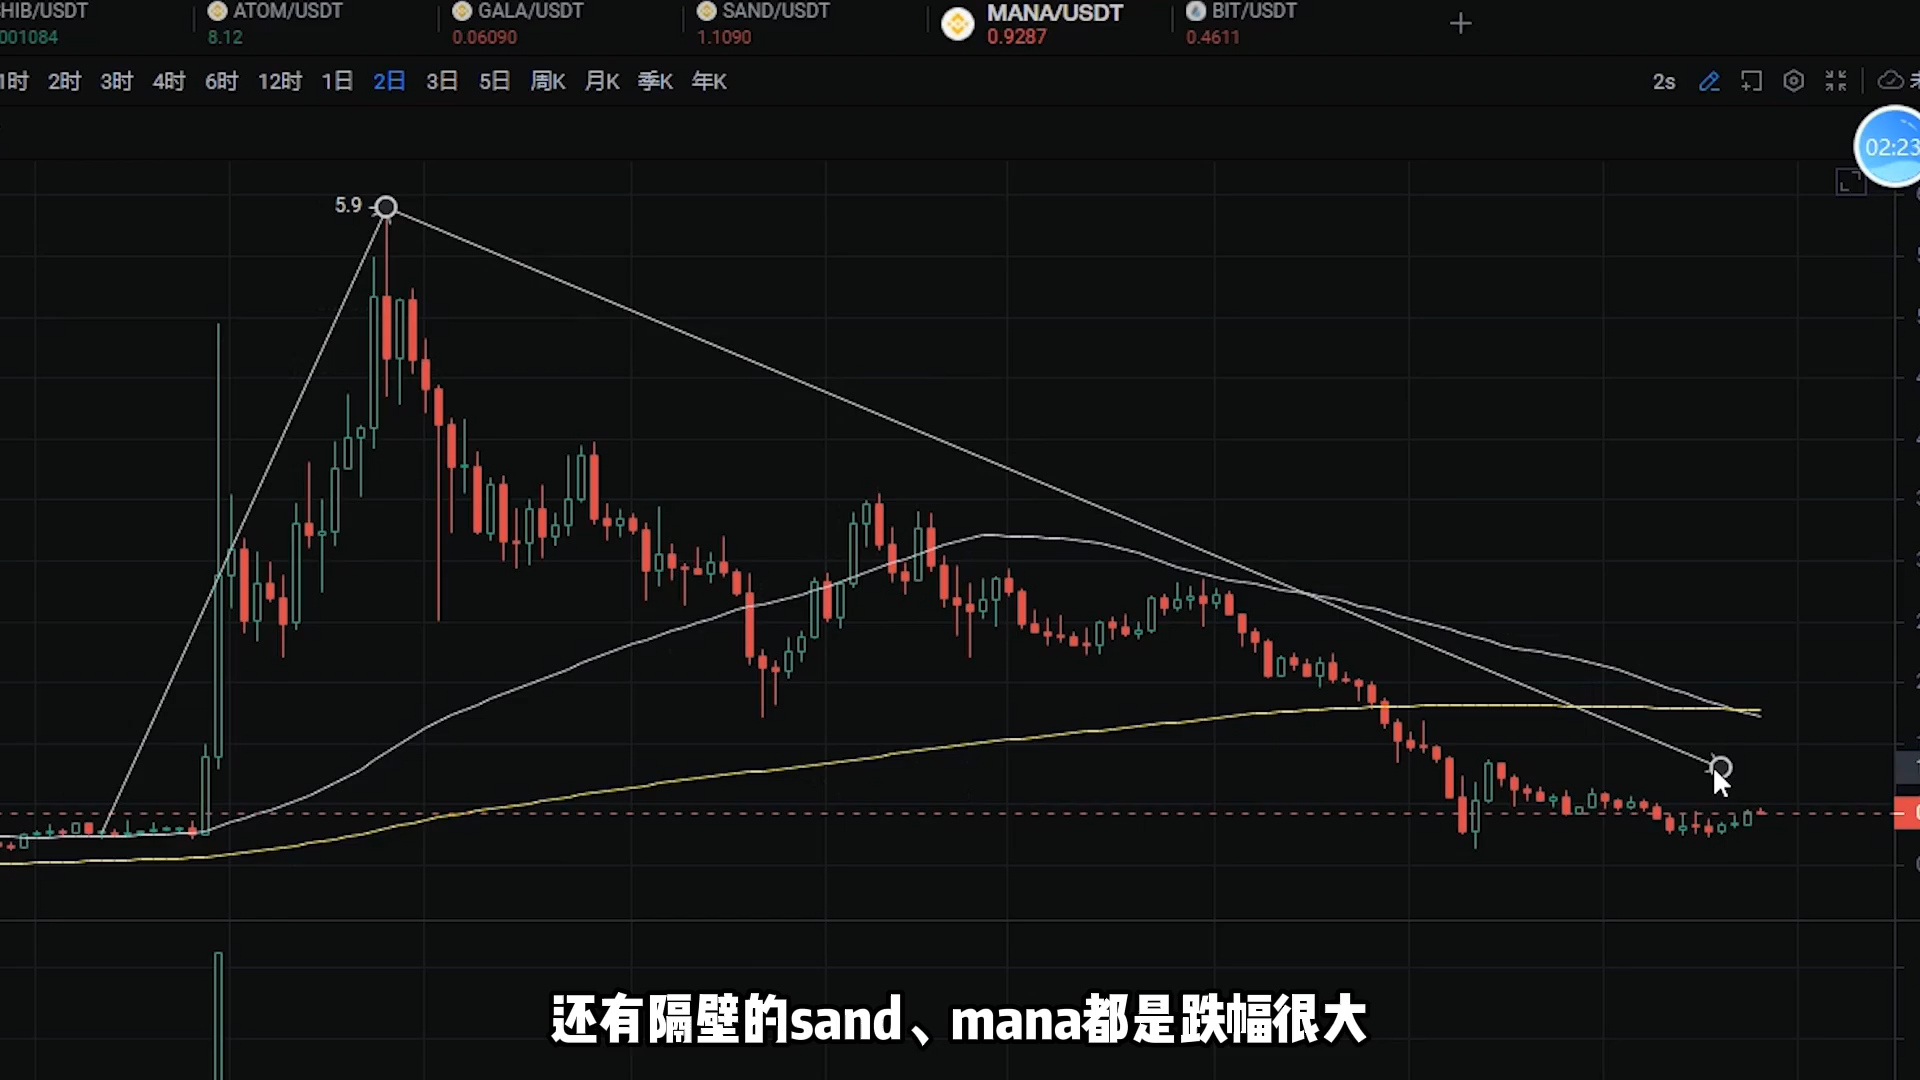 HIB/USDT
001084
ATOM/USDT
8.12
GALA/USDT
0.06090
SAND/USDT
1.1090
MANA/USDT
0.9287
BIT/USDT
0.4611
1时 2时 3时 4时 6时 12时 1日 2日 3日 5日 周K 月K 季K 年K
2s
02:23
5.9
还有隔壁的sand、mana都是跌幅很大